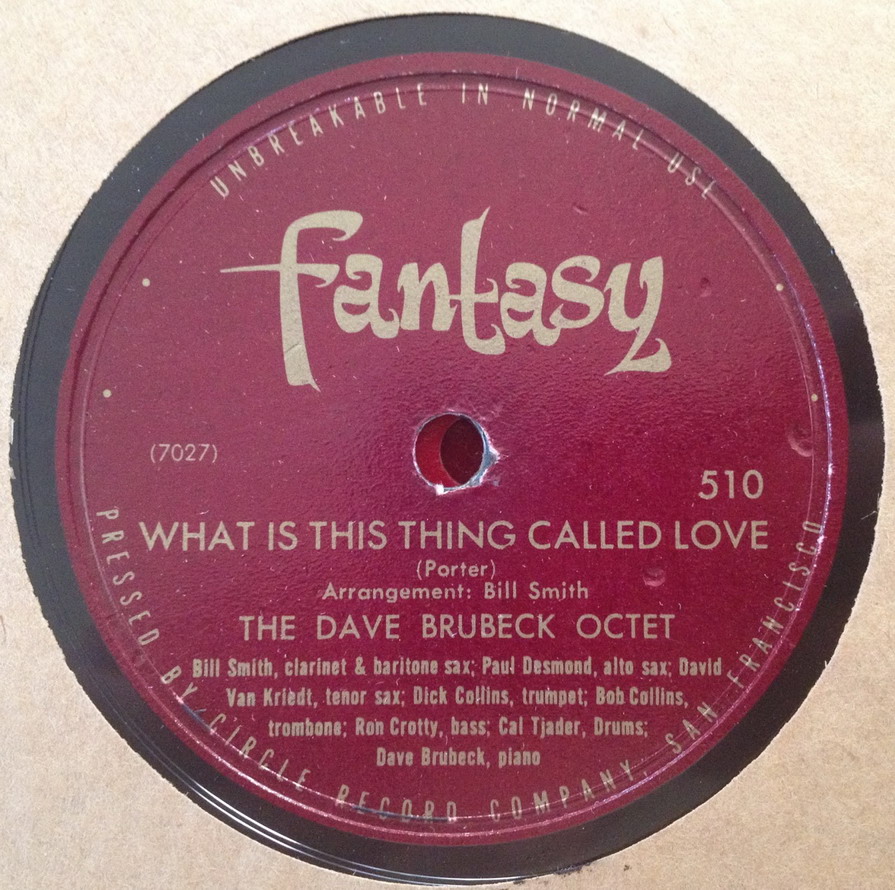 UNBREAKABLE IN NORMAL USE
fantasy
(7027)
510
WHAT IS THIS THING CALLED LOVE
(Porter)
Arrangement: Bill Smith
THE DAVE BRUBECK OCTET
Bill Smith, clarinet & baritone sax; Paul Desmond, alto sax; David
Van Kriedt, tenor sax; Dick Collins, trumpet; Bob Collins,
trombone; Ron Crotty, bass; Cal Tjader, Drums;
Dave Brubeck, piano
PRESSED BY CIRCLE RECORD COMPANY, SAN FRANCISCO